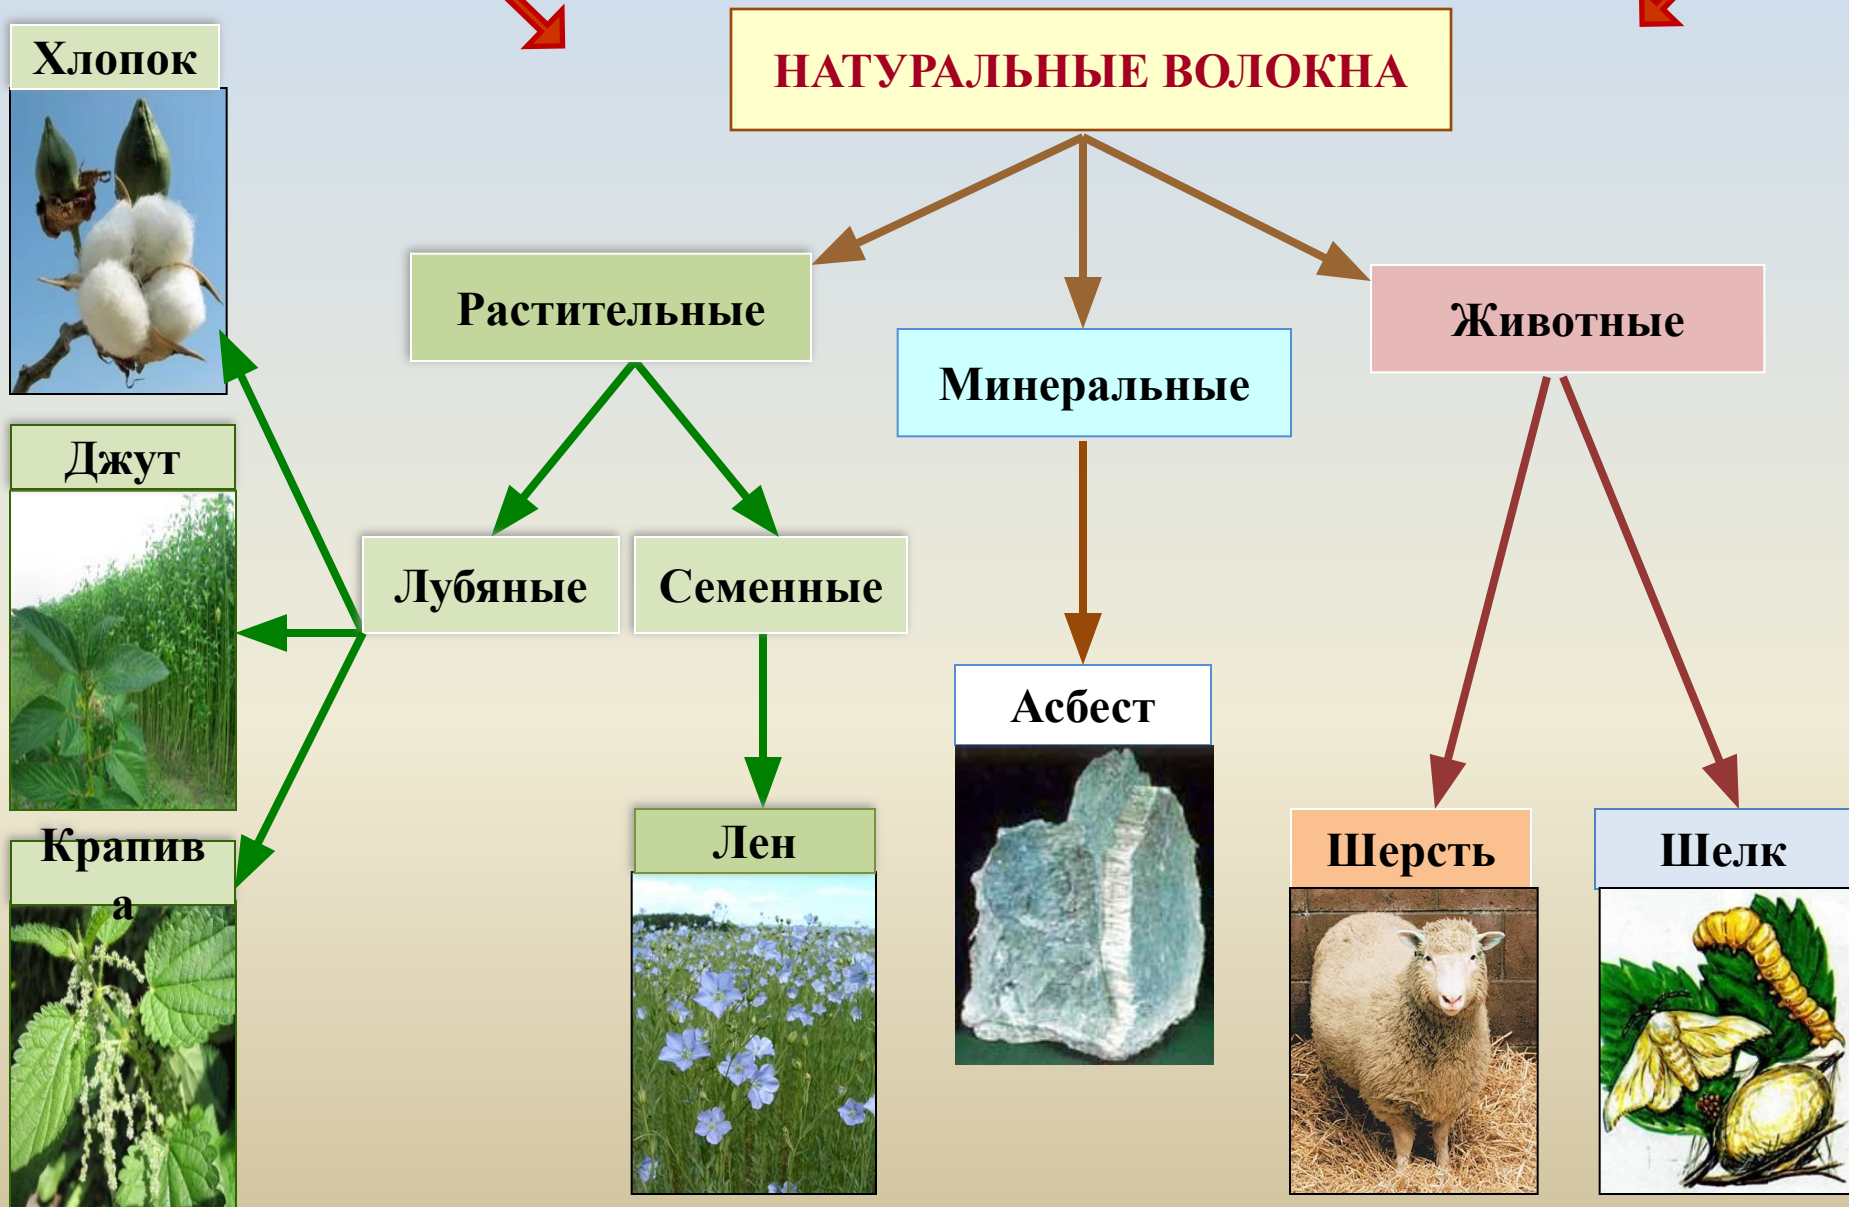 НАТУРАЛЬНЫЕ ВОЛОКНА
Хлопок
Растительные
Минеральные
Животные
Джут
Лубяные
Семенные
Асбест
Крапив
а
Лен
Шерсть
Шелк